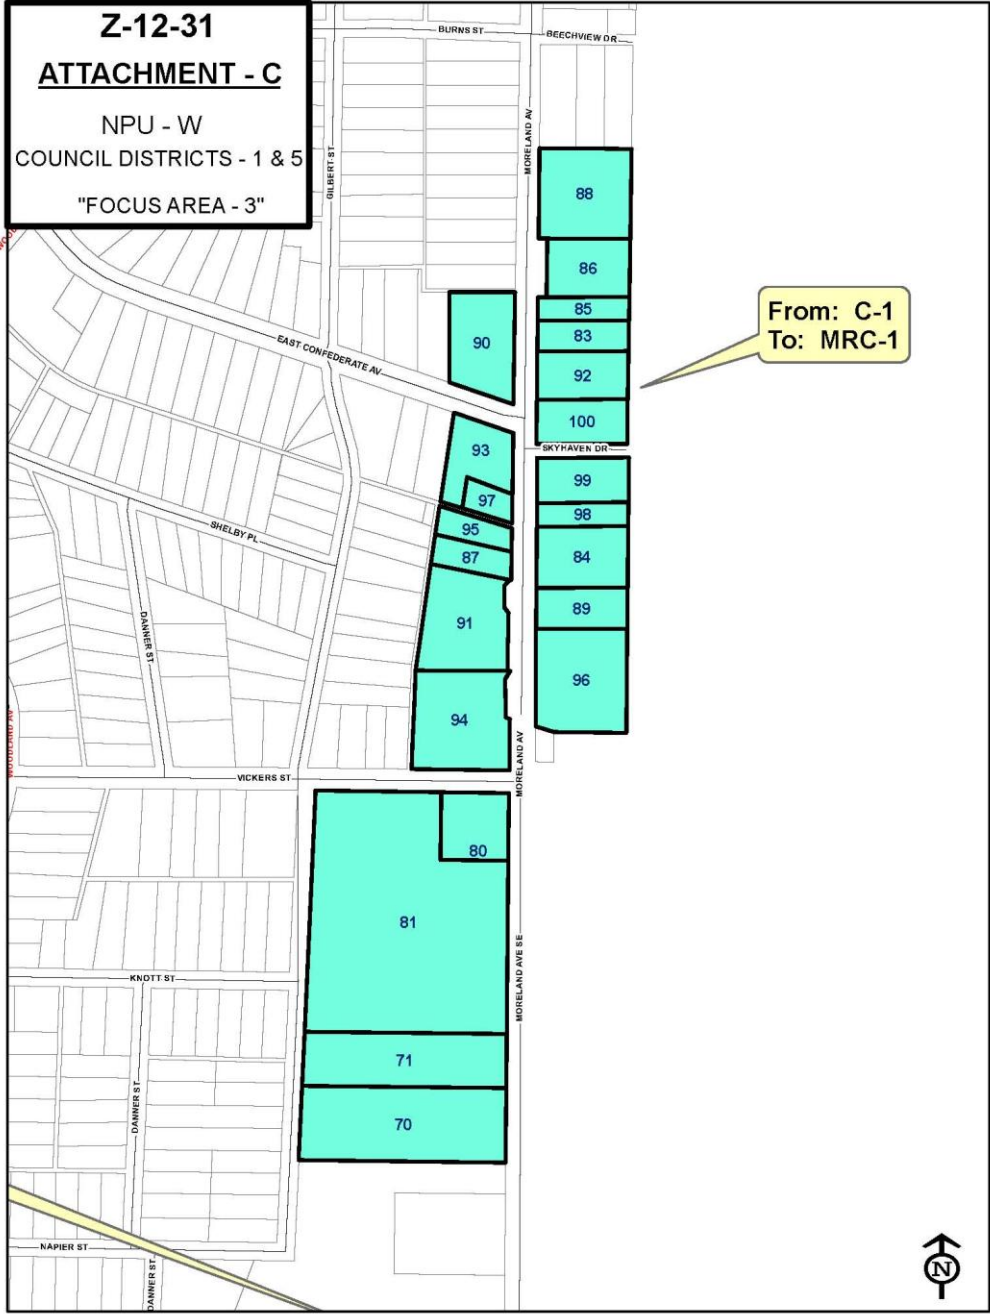 Z-12-31
ATTACHMENT - C
NPU - W
COUNCIL DISTRICTS - 1 & 5
"FOCUS AREA - 3"
BURNS ST
BEECHVIEW DR
GILBERT ST
MORELAND AV
88
86
85
83
92
100
90
From: C-1
To: MRC-1
EAST CONFEDERATE AV
SKYHAVEN DR
93
97
95
87
91
94
99
98
84
89
96
SHELBY PL
DANNER ST
WOODLAND AV
VICKERS ST
MORELAND AV
80
81
MORELAND AVE SE
KNOTT ST
71
70
DANNER ST
NAPIER ST
DANNER ST
N